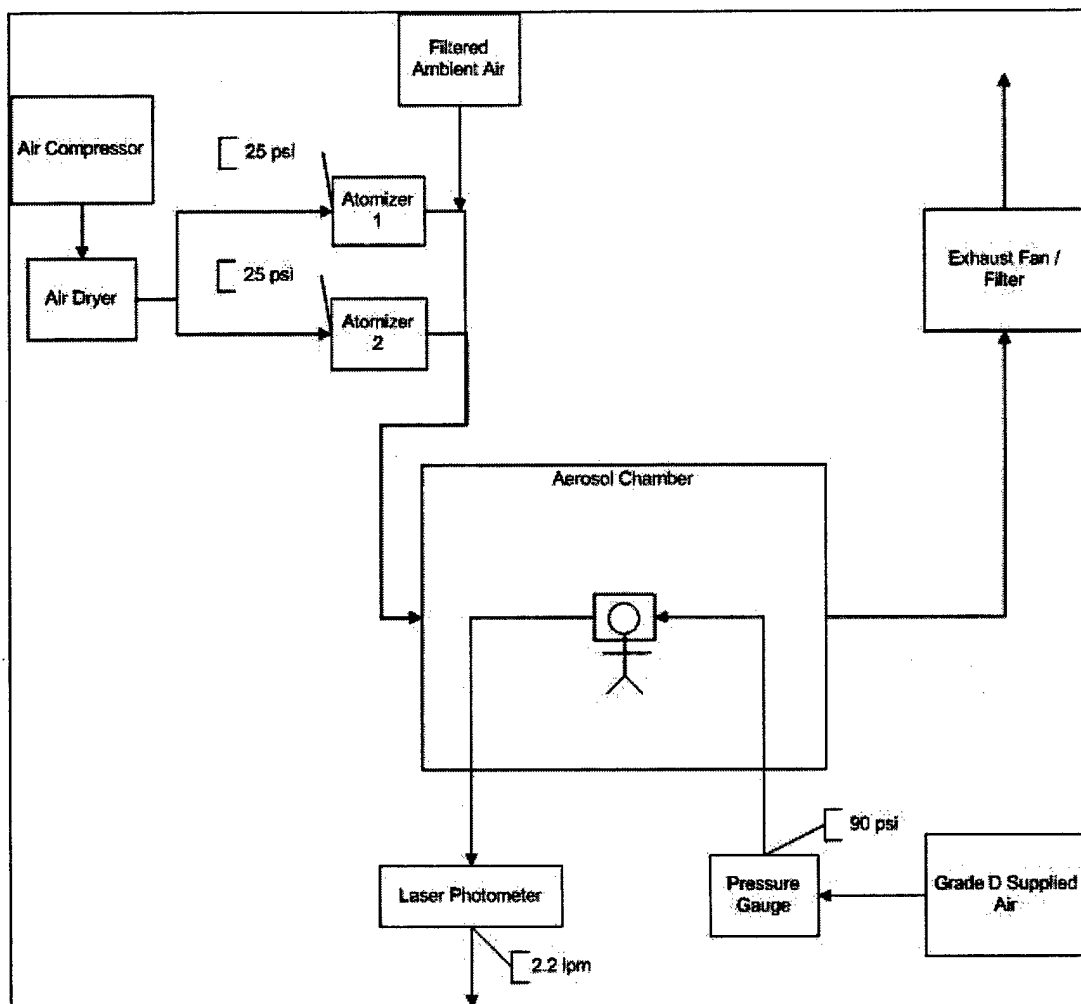 Filtered
Ambient Air
Air Compressor
25 psi
Atomizer
1
Air Dryer
25 psi
Atomizer
2
Exhaust Fan /
Filter
Aerosol Chamber
90 psi
Laser Photometer
Pressure
Gauge
Grade D Supplied
Air
2.2 lpm